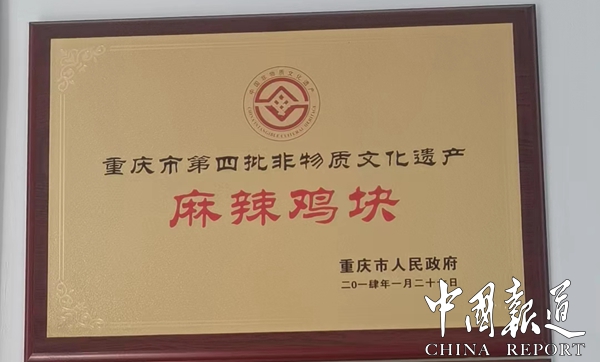 重庆市第四批非物质文化遗产
麻辣鸡块
重庆市人民政府
二0一肆年一月二十
日
中国报道
CHINA REPORT